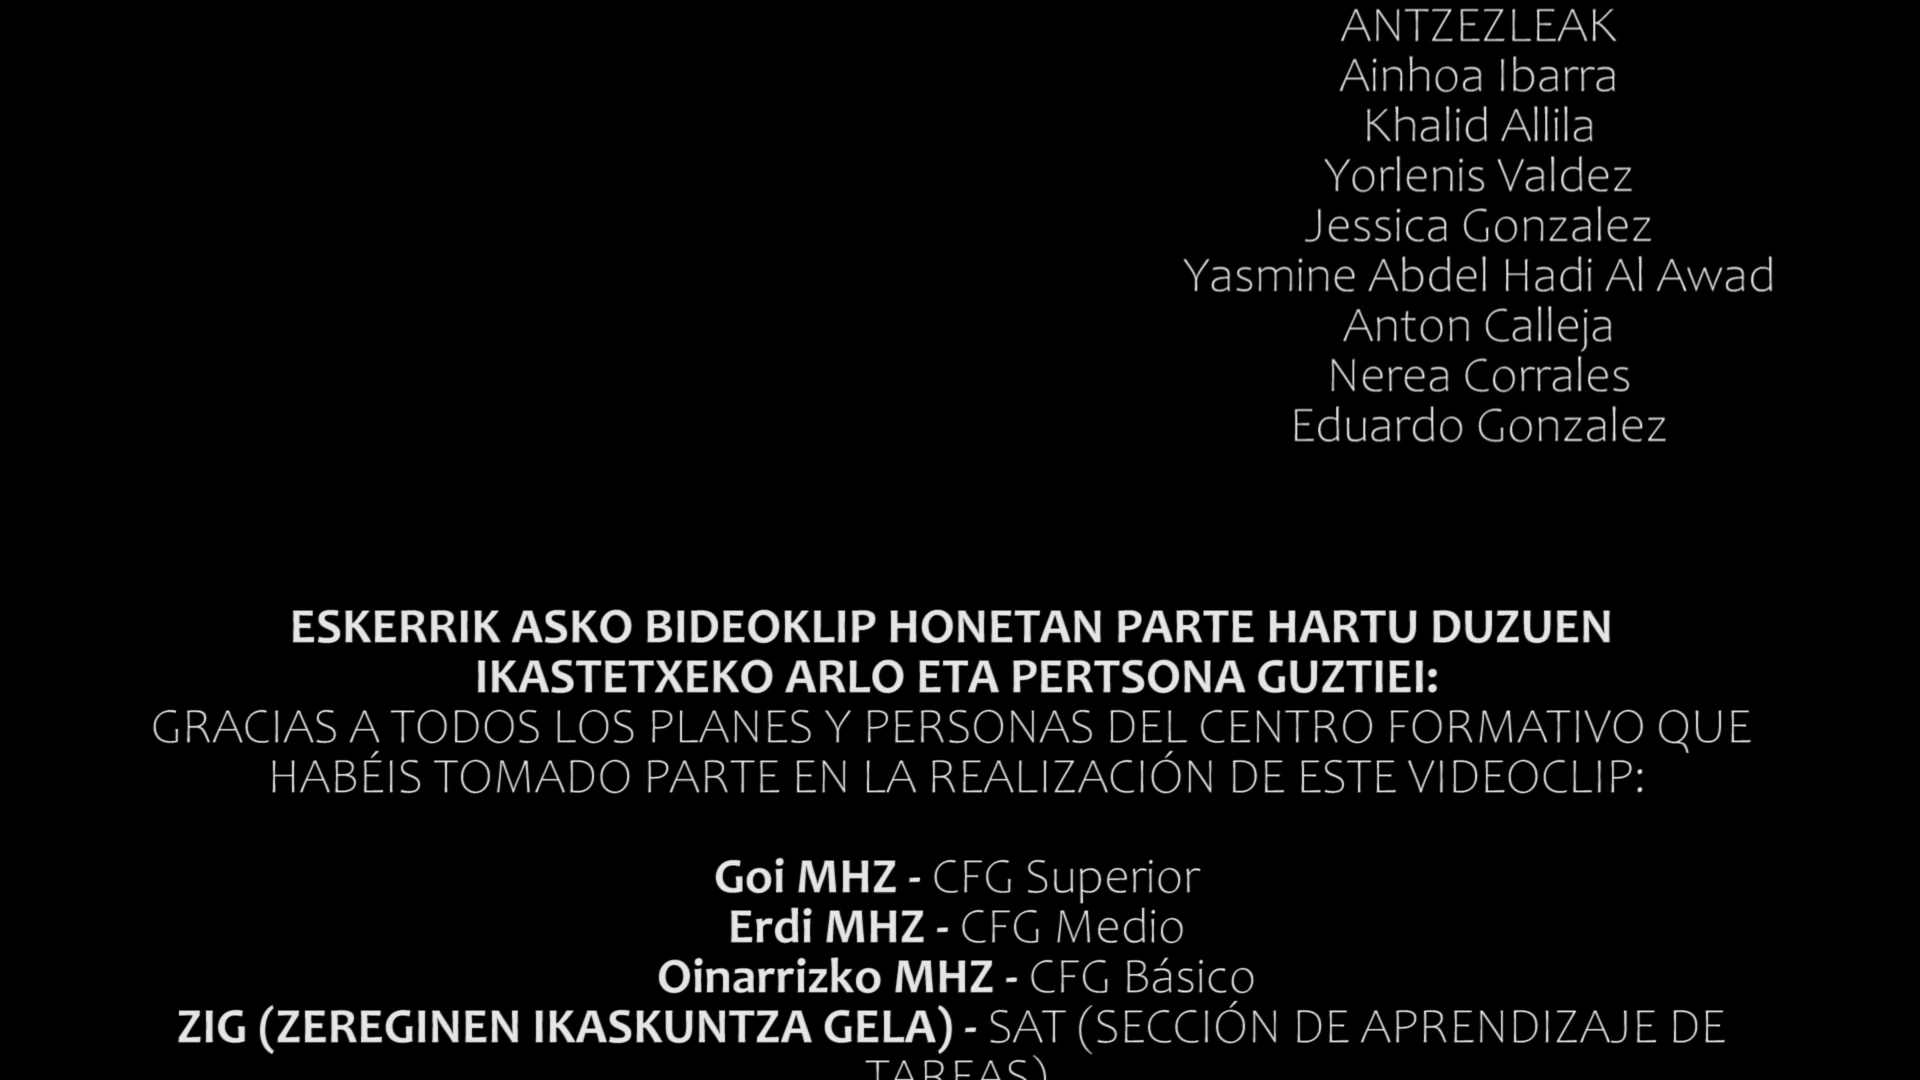 ANTZEZLEAK
Ainhoa Ibarra
Khalid Allila
Yorlenis Valdez
Jessica Gonzalez
Yasmine Abdel Hadi Al Awad
Anton Calleja
Nerea Corrales
Eduardo Gonzalez
ESKERRIK ASKO BIDEOKLIP HONETAN PARTE HARTU DUZUEN
IKASTETXEKO ARLO ETA PERTSONA GUZTIEI:
GRACIAS A TODOS LOS PLANES Y PERSONAS DEL CENTRO FORMATIVO QUE
HABÉIS TOMADO PARTE EN LA REALIZACIÓN DE ESTE VIDEOCLIP:
Goi MHZ - CFG Superior
Erdi MHZ - CFG Medio
Oinarrizko MHZ - CFG Básico
ZIG (ZEREGINEN IKASKUNTZA GELA) - SAT (SECCIÓN DE APRENDIZAJE DE
TAREAS)